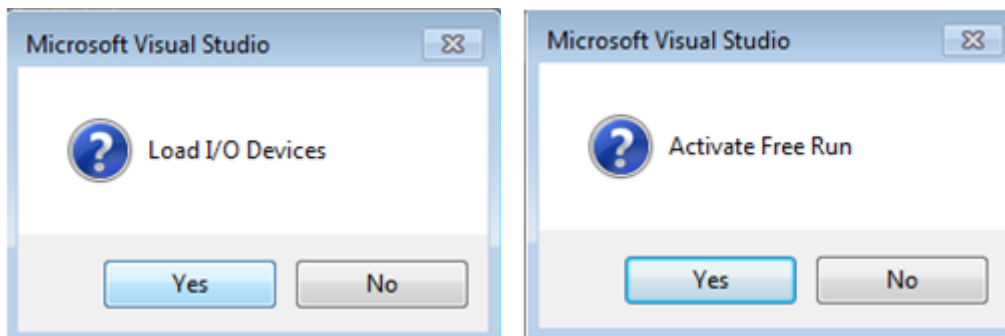 Microsoft Visual Studio
Load I/O Devices
Yes
No
Microsoft Visual Studio
Activate Free Run
Yes
No